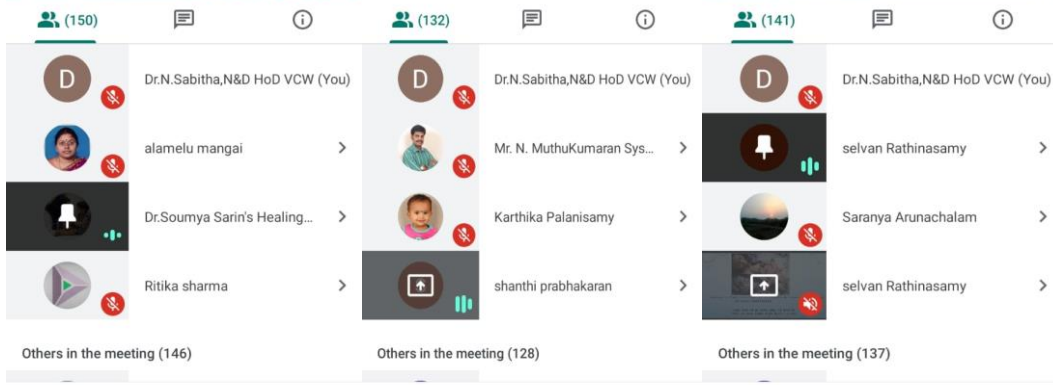 (150)
Dr.N.Sabitha,N&D HoD VCW (You)
alamelu mangai
Dr.Soumya Sarin's Healing...
Ritika sharma
Others in the meeting (146)
(132)
Dr.N.Sabitha,N&D HoD VCW (You)
Mr. N. MuthuKumaran Sys...
Karthika Palanisamy
shanthi prabhakaran
Others in the meeting (128)
(141)
Dr.N.Sabitha,N&D HoD VCW (You)
selvan Rathinasamy
Saranya Arunachalam
selvan Rathinasamy
Others in the meeting (137)
D
D
D